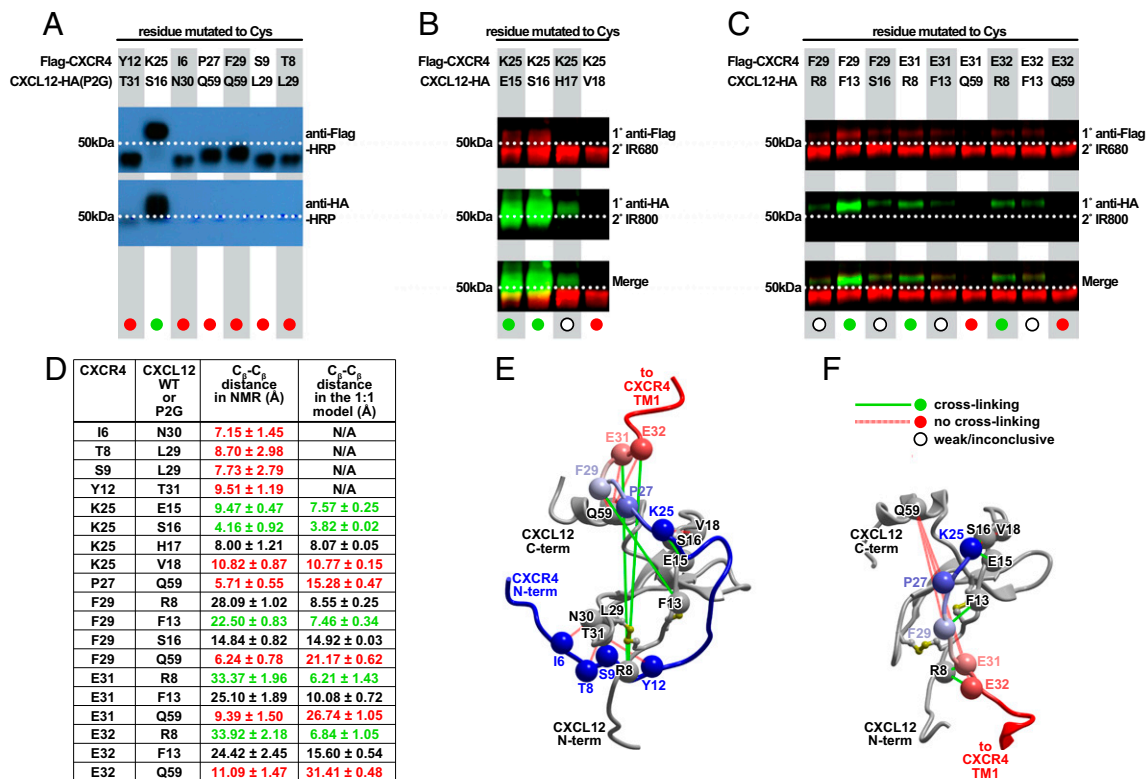 A
residue mutated to Cys
Flag-CXCR4 Y12 K25 I6 P27 F29 S9 T8
CXCL12-HA(P2G) T31 S16 N30 Q59 Q59 L29 L29
50kDa
anti-Flag
-HRP
50kDa
anti-HA
-HRP
B
residue mutated to Cys
Flag-CXCR4 K25 K25 K25 K25
CXCL12-HA E15 S16 H17 V18
50kDa
1° anti-Flag
2° IR680
50kDa
1° anti-HA
2° IR800
50kDa
Merge
C
residue mutated to Cys
Flag-CXCR4 F29 F29 F29 E31 E31 E31 E32 E32 E32
CXCL12-HA R8 F13 S16 R8 F13 Q59 R8 F13 Q59
50kDa
1° anti-Flag
2° IR680
50kDa
1° anti-HA
2° IR800
50kDa
Merge
D
CXCR4 CXCL12 WT or P2G Cβ-Cβ distance in NMR (Å) Cβ-Cβ distance in the 1:1 model (Å)
I6 N30 7.15 ± 1.45 N/A
T8 L29 8.70 ± 2.98 N/A
S9 L29 7.73 ± 2.79 N/A
Y12 T31 9.51 ± 1.19 N/A
K25 E15 9.47 ± 0.47 7.57 ± 0.25
K25 S16 4.16 ± 0.92 3.82 ± 0.02
K25 H17 8.00 ± 1.21 8.07 ± 0.05
K25 V18 10.82 ± 0.87 10.77 ± 0.15
P27 Q59 5.71 ± 0.55 15.28 ± 0.47
F29 R8 28.09 ± 1.02 8.55 ± 0.25
F29 F13 22.50 ± 0.83 7.46 ± 0.34
F29 S16 14.84 ± 0.82 14.92 ± 0.03
F29 Q59 6.24 ± 0.78 21.17 ± 0.62
E31 R8 33.37 ± 1.96 6.21 ± 1.43
E31 F13 25.10 ± 1.89 10.08 ± 0.72
E31 Q59 9.39 ± 1.50 26.74 ± 1.05
E32 R8 33.92 ± 2.18 6.84 ± 1.05
E32 F13 24.42 ± 2.45 15.60 ± 0.54
E32 Q59 11.09 ± 1.47 31.41 ± 0.48
E
to
CXCR4
TM1
E31
E32
F29
P27
Q59
K25
V18
S16
CXCL12
C-term
E15
CXCR4
N-term
N30
L29
F13
T31
I6
T8
S9
R8
Y12
CXCL12
N-term
F
cross-linking
no cross-linking
weak/inconclusive
Q59
S16
V18
K25
CXCL12
C-term
E15
P27
F13
F29
R8
E31
E32
CXCL12
N-term
to
CXCR4
TM1